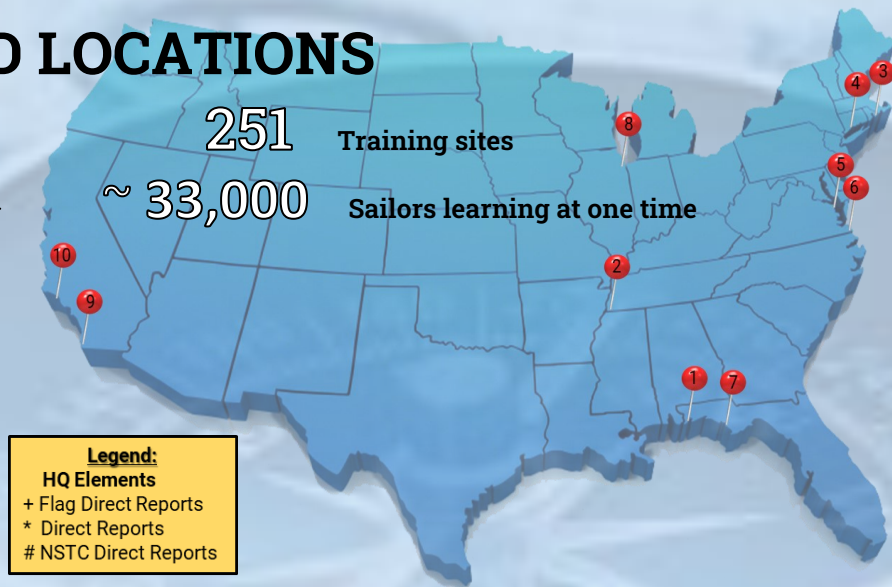 D LOCATIONS
251 Training sites
~ 33,000 Sailors learning at one time
3
4
8
5
6
10
2
9
1
7
Legend:
HQ Elements
+ Flag Direct Reports
* Direct Reports
# NSTC Direct Reports